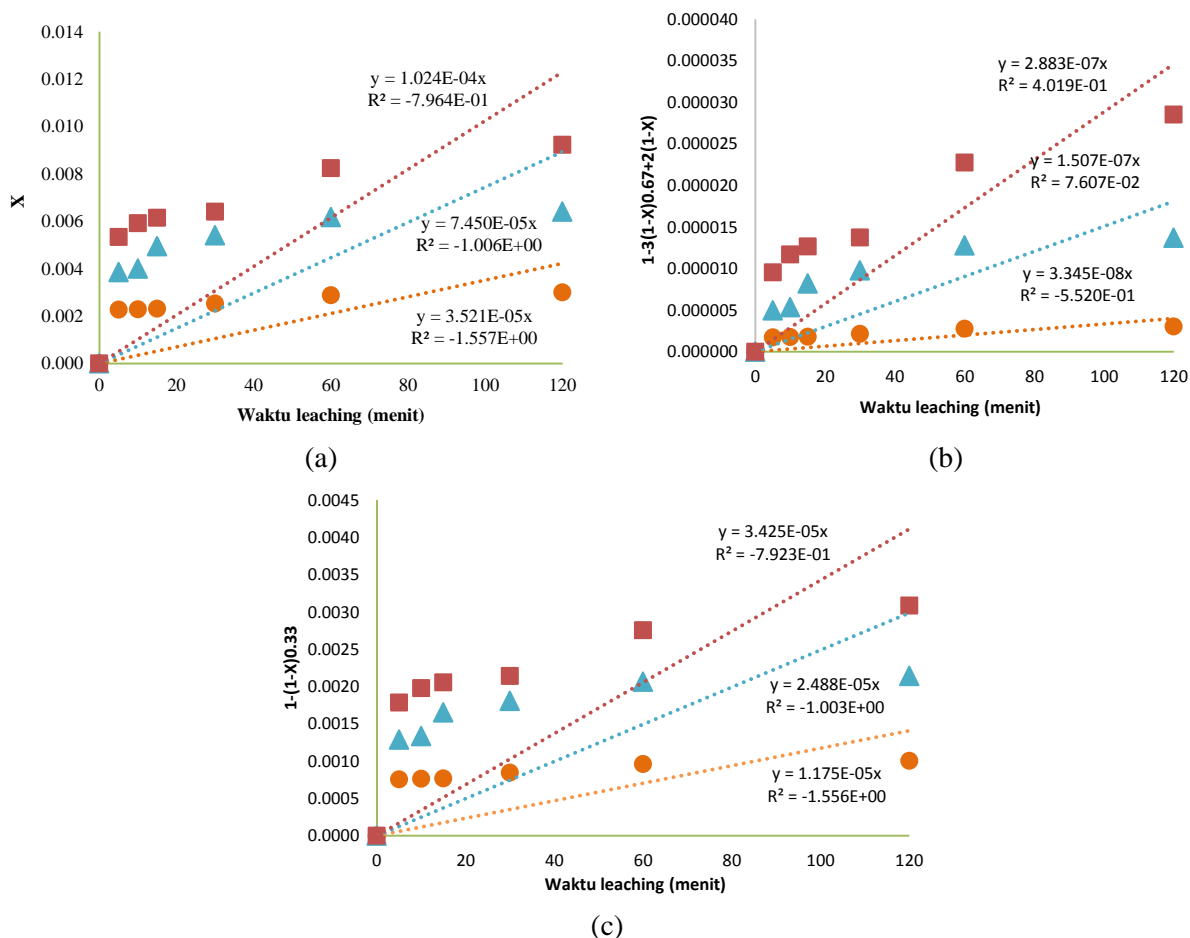 0.014
0.012
0.010
0.008
0.006
0.004
0.002
0.000
X
y = 1.024E-04x
R² = -7.964E-01
y = 7.450E-05x
R² = -1.006E+00
y = 3.521E-05x
R² = -1.557E+00
0 20 40 60 80 100 120
Waktu leaching (menit)
(a)
0.000040
0.000035
0.000030
0.000025
0.000020
0.000015
0.000010
0.000005
0.000000
1-3(1-X)0.67+2(1-X)
y = 2.883E-07x
R² = 4.019E-01
y = 1.507E-07x
R² = 7.607E-02
y = 3.345E-08x
R² = -5.520E-01
0 20 40 60 80 100 120
Waktu leaching (menit)
(b)
0.0045
0.0040
0.0035
0.0030
0.0025
0.0020
0.0015
0.0010
0.0005
0.0000
1-(1-X)0.33
y = 3.425E-05x
R² = -7.923E-01
y = 2.488E-05x
R² = -1.003E+00
y = 1.175E-05x
R² = -1.556E+00
0 20 40 60 80 100 120
Waktu leaching (menit)
(c)